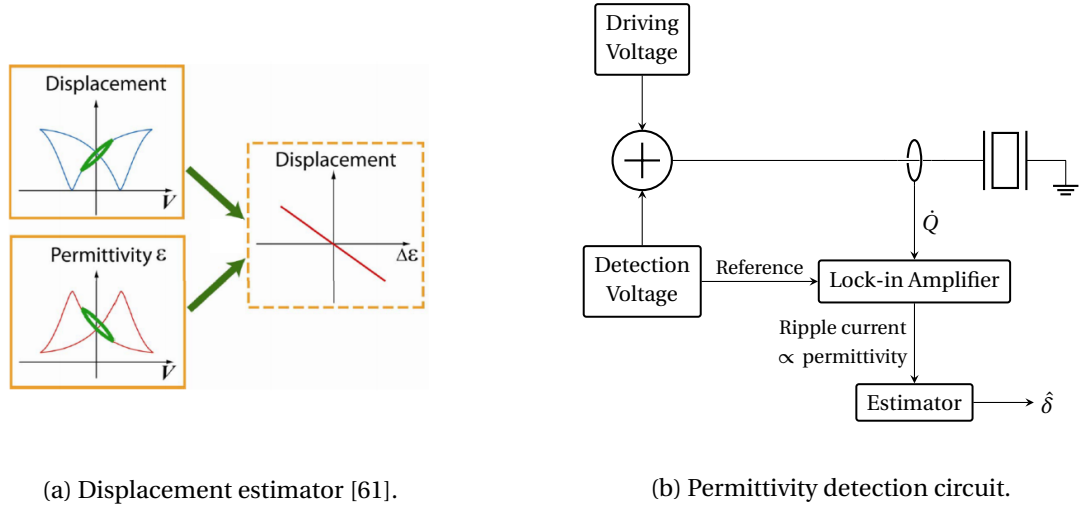 Displacement
V
Permittivity ε
V
Displacement
Δε
(a) Displacement estimator [61].
Driving
Voltage
Q̇
Detection
Voltage
Reference
Lock-in Amplifier
Ripple current
∝ permittivity
Estimator
δ̂
(b) Permittivity detection circuit.